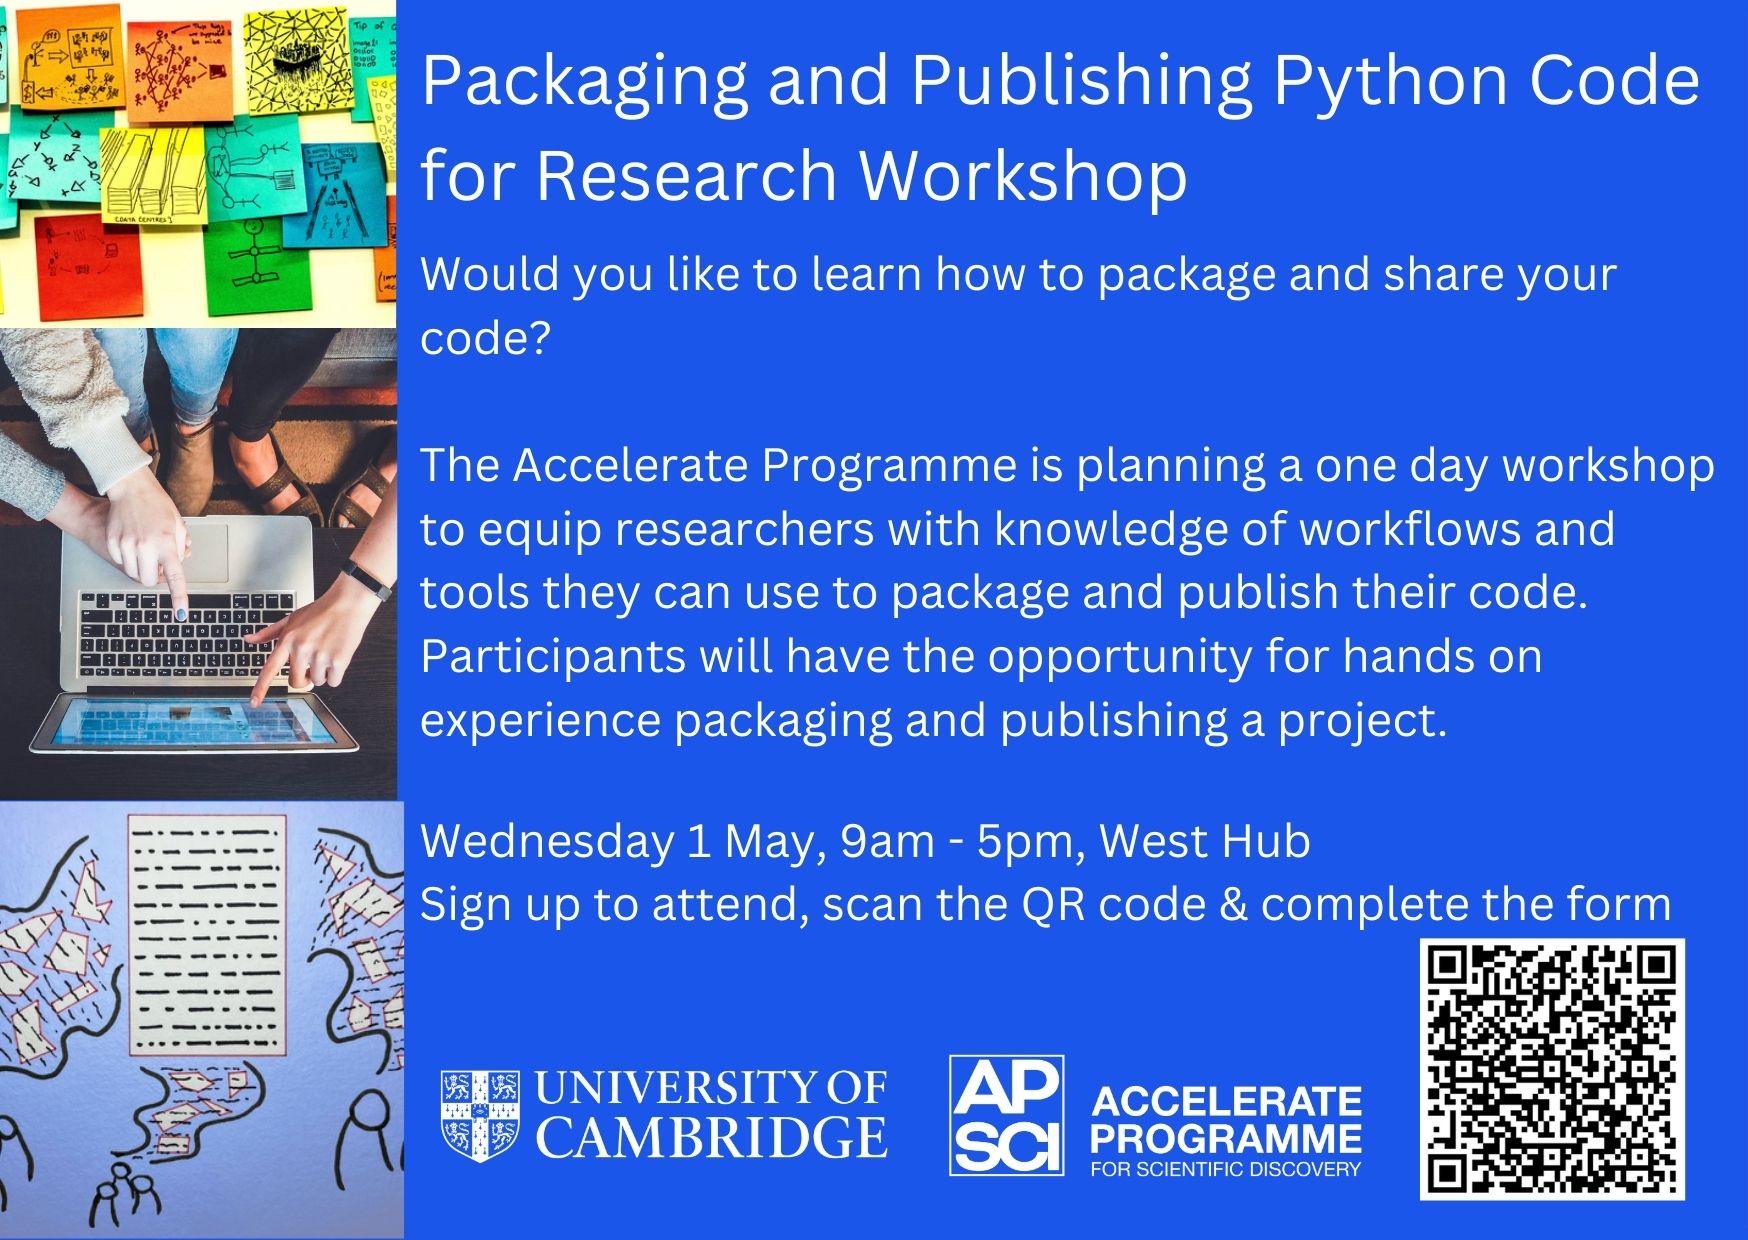 Packaging and Publishing Python Code
for Research Workshop
Would you like to learn how to package and share your
code?
The Accelerate Programme is planning a one day workshop
to equip researchers with knowledge of workflows and
tools they can use to package and publish their code.
Participants will have the opportunity for hands on
experience packaging and publishing a project.
Wednesday 1 May, 9am - 5pm, West Hub
Sign up to attend, scan the QR code & complete the form
UNIVERSITY OF
CAMBRIDGE
AP
SCI
ACCELERATE
PROGRAMME
FOR SCIENTIFIC DISCOVERY
[DATA CENTRES]
Tip of